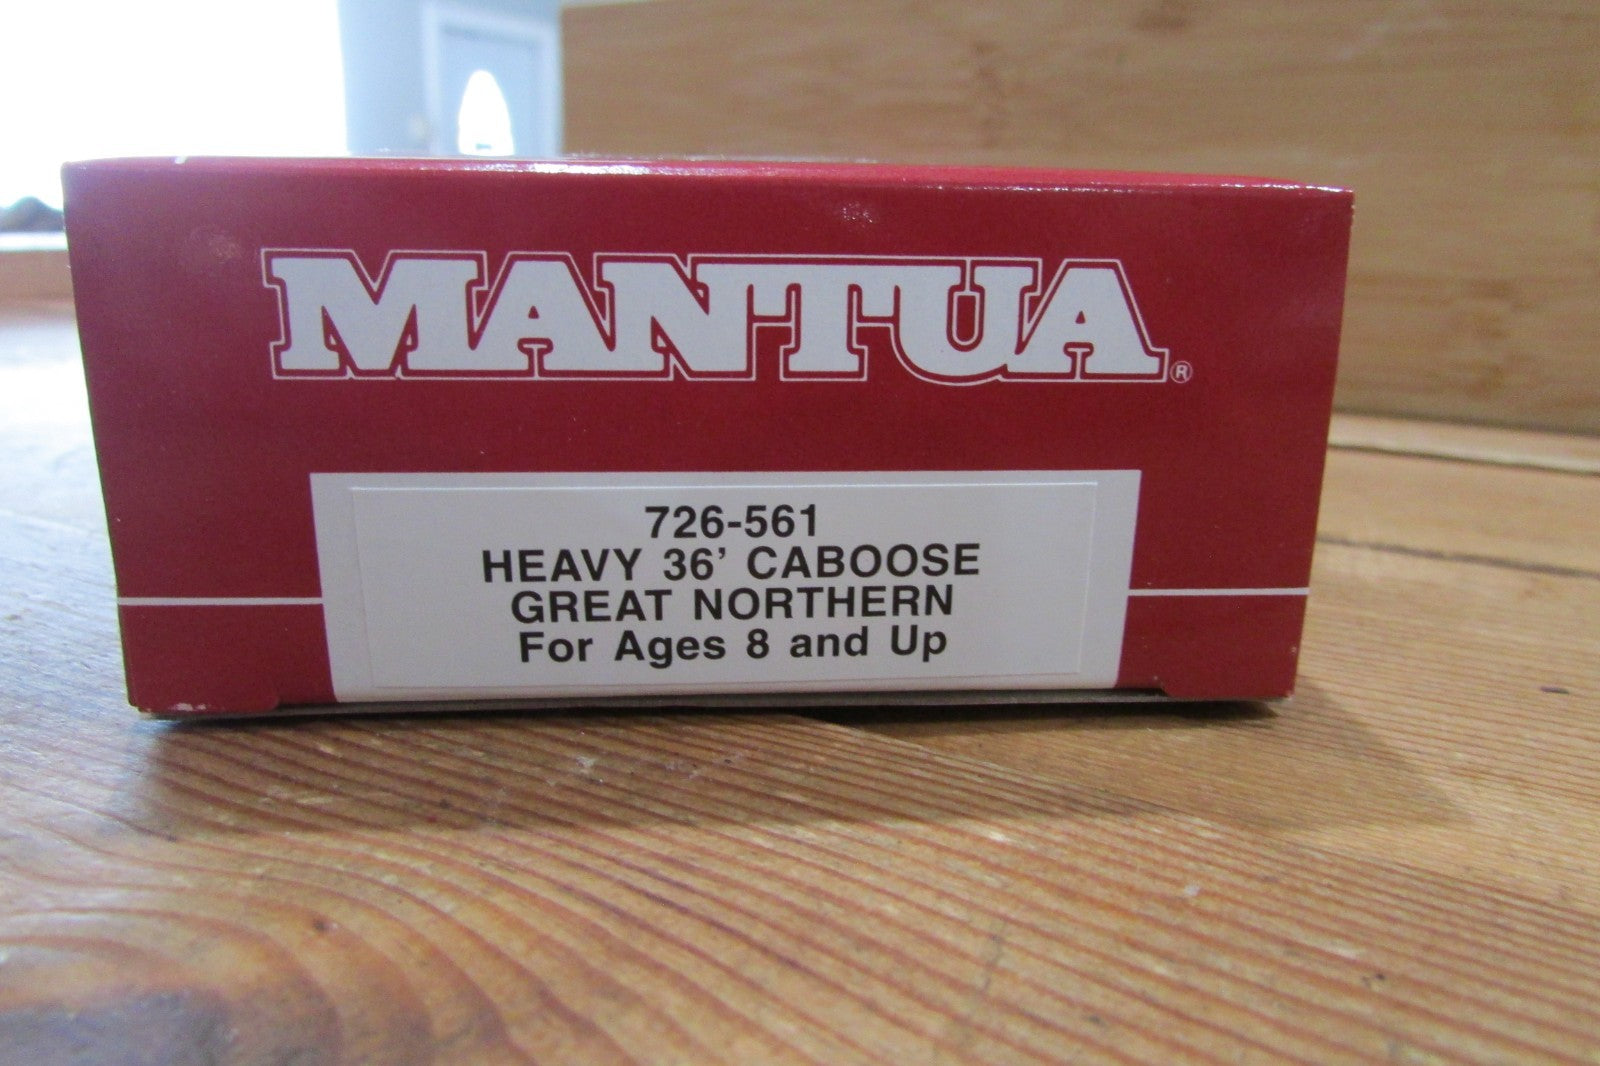 MANTUA®
726-561
HEAVY 36' CABOOSE
GREAT NORTHERN
For Ages 8 and Up